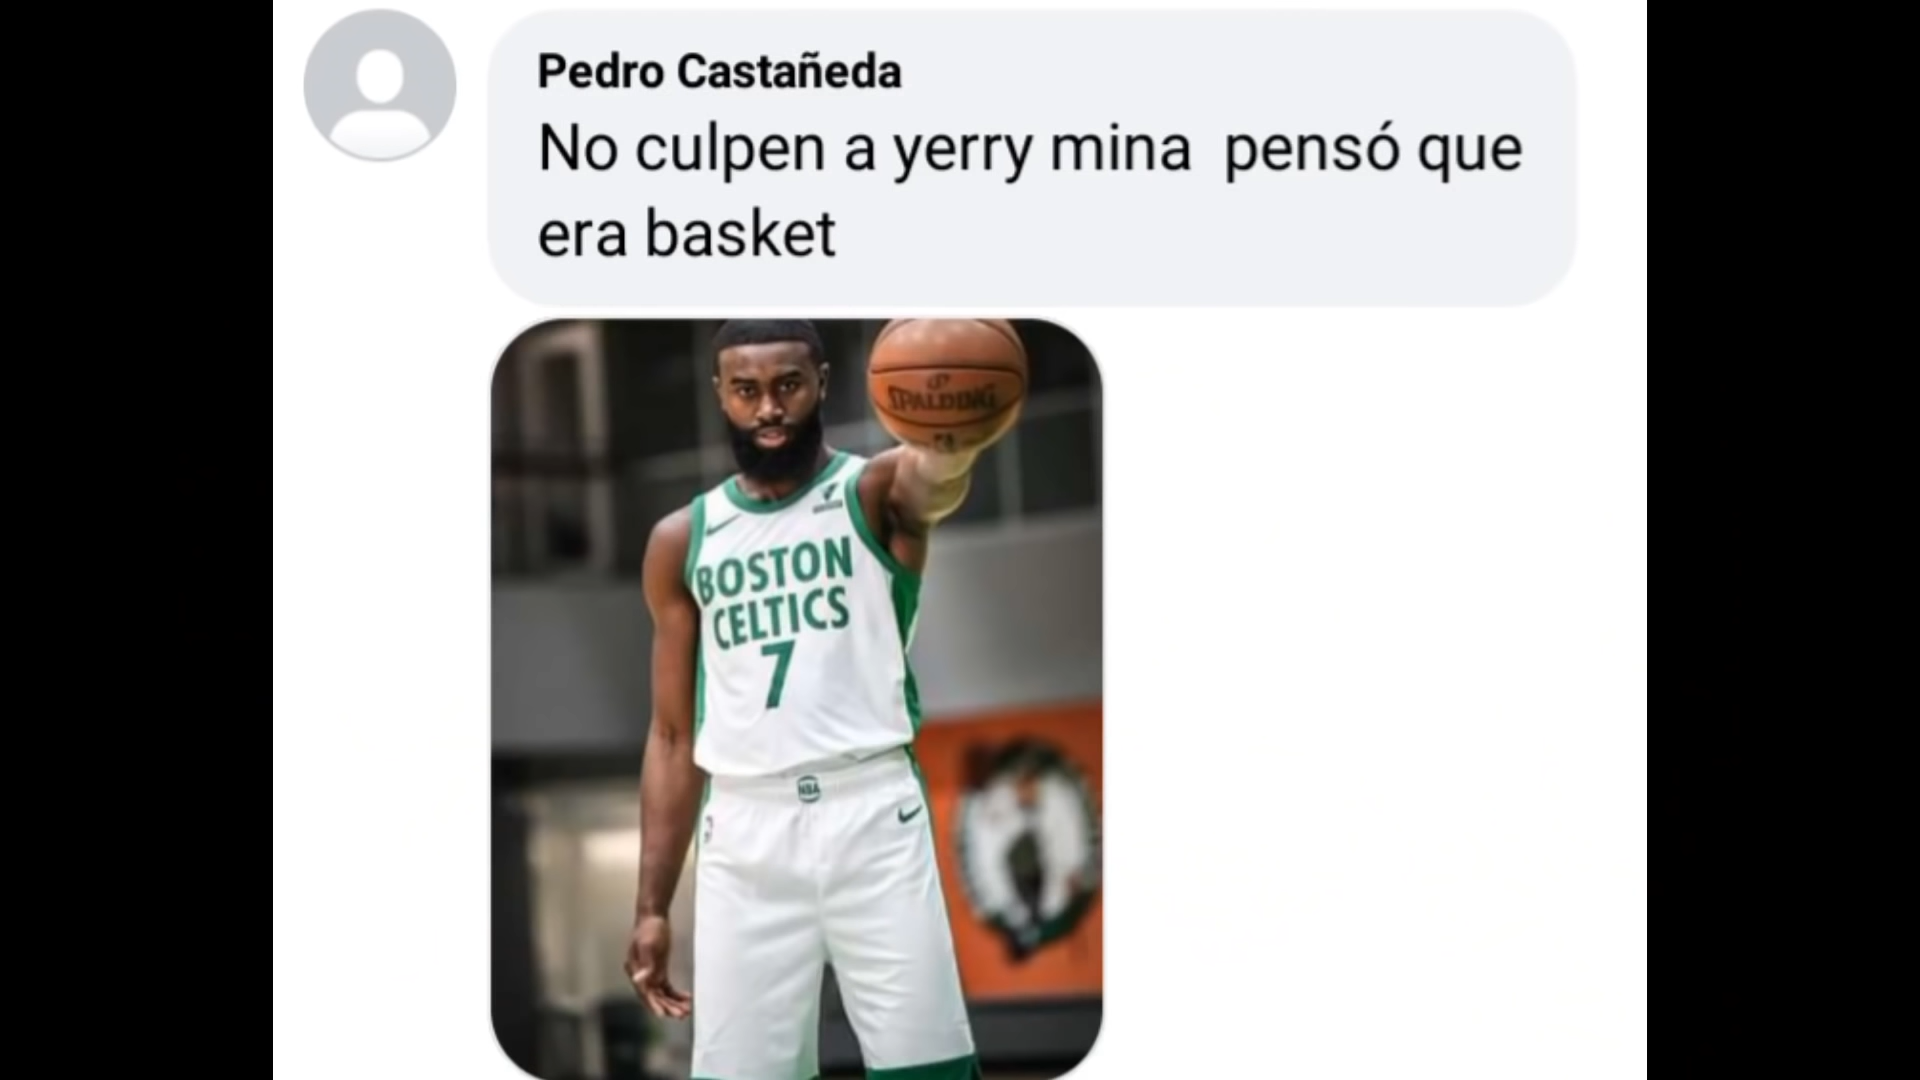 Pedro Castañeda
No culpen a yerry mina  pensó que
era basket
SPALDING
BOSTON
CELTICS
7
NBA